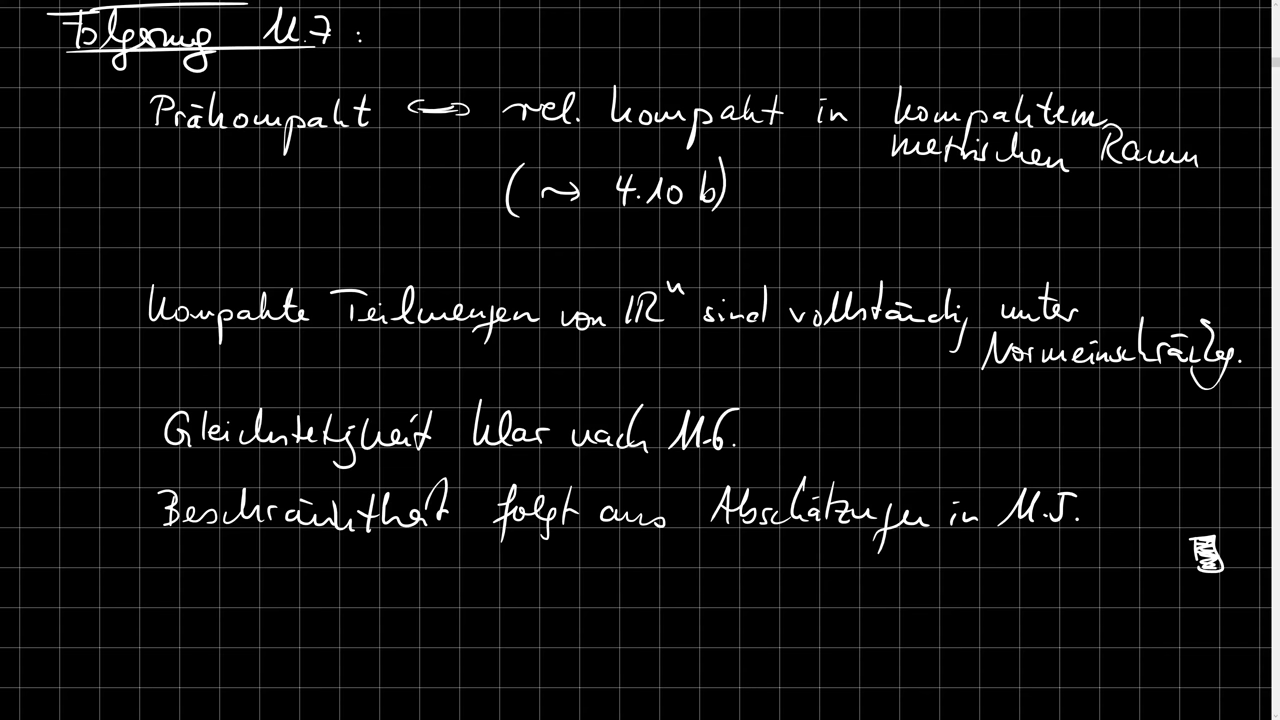 Folgerung 11.7:
Präkompakt ⟺ rel. kompakt in kompaktem metrischen Raum
(⤳ 4.10 b)
Kompakte Teilmengen von ℝⁿ sind vollständig unter Normeinschränkg.
Gleichstetigkeit klar nach 11.6.
Beschränktheit folgt aus Abschätzungen in 11.5.